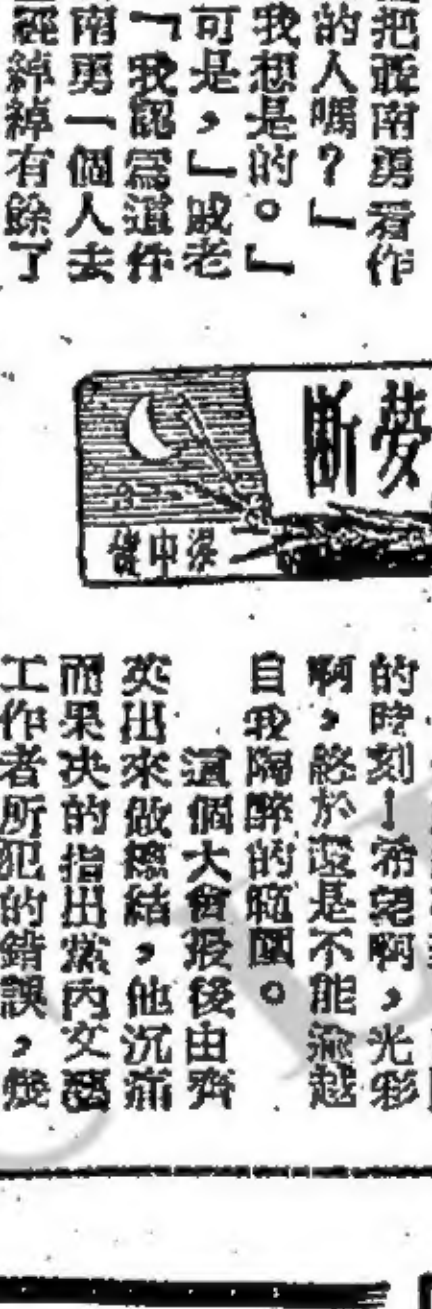 把聶南勇看作
的人嗎？」
我想是的。』
可是，」戚老
「我認爲這件
南勇一個人去
經綽綽有餘了
夢斷
的時刻！希望啊，光彩
啊，終於還是不能逾越
自我陶醉的範圍。
這個大會最後由齊
英出來做總結，他沉痛
而果決的指出黨內文藝
工作者所犯的錯誤，